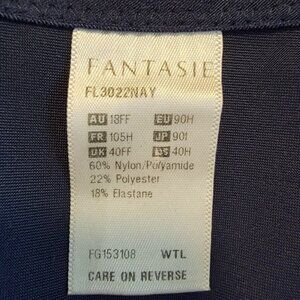 FANTASIE
FL3022NAY
AU 18FF EU 90H
FR 105H JP 90I
UK 40FF US 40H
60% Nylon/Polyamide
22% Polyester
18% Elastane
FG153108 WTL
CARE ON REVERSE